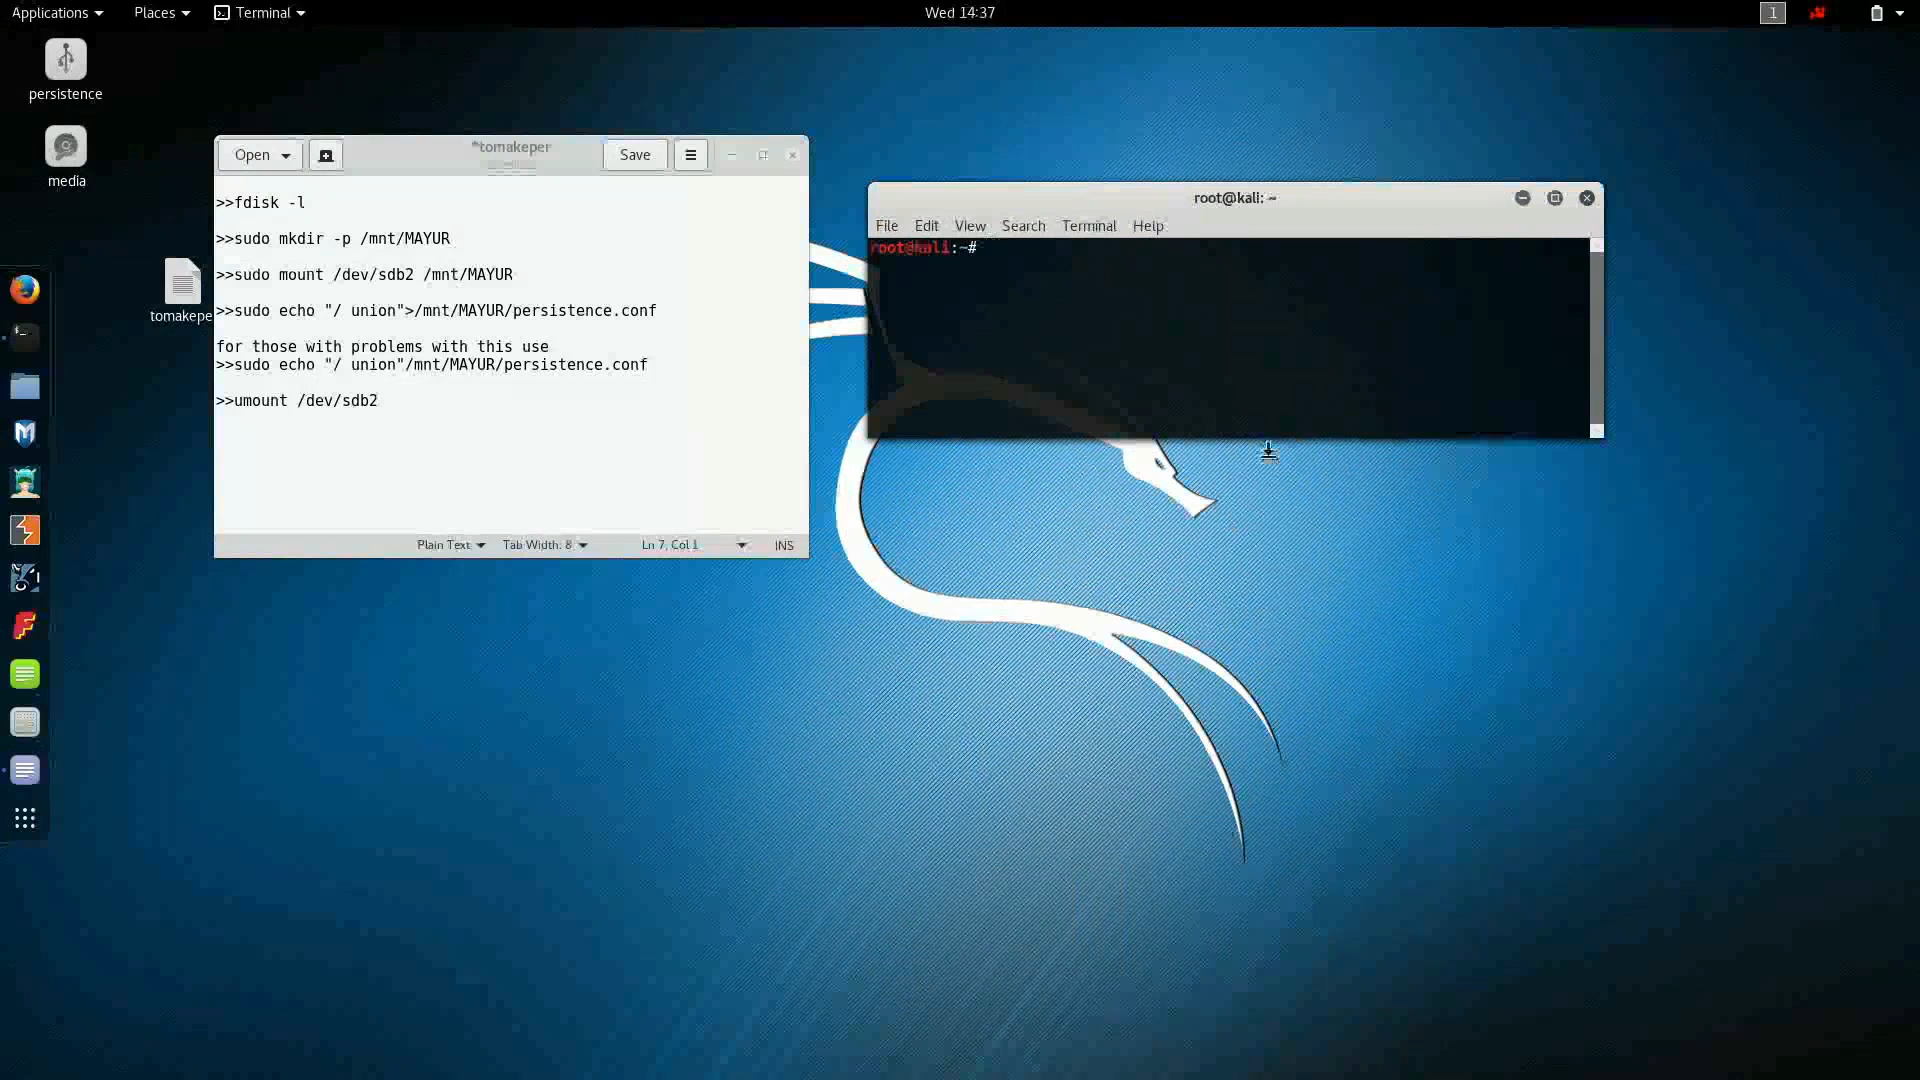 Applications Places Terminal Wed 14:37 1
persistence
media
tomakepe
Open *tomakeper Save
>>fdisk -l
>>sudo mkdir -p /mnt/MAYUR
>>sudo mount /dev/sdb2 /mnt/MAYUR
>>sudo echo "/ union">/mnt/MAYUR/persistence.conf
for those with problems with this use
>>sudo echo "/ union"/mnt/MAYUR/persistence.conf
>>umount /dev/sdb2
Plain Text Tab Width: 8 Ln 7, Col 1 INS
root@kali: ~
File Edit View Search Terminal Help
root@kali:~#